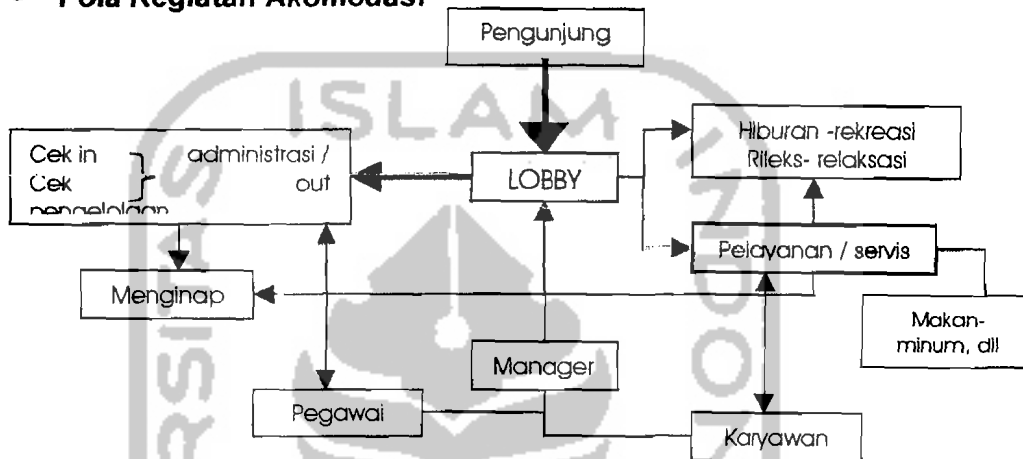 Pola Kegiatan Akomodasi
Pengunjung
ISLAM
Hiburan -rekreasi
Rileks- relaksasi
Cek in administrasi /
Cek out
pengelolaan
LOBBY
Pelayanan / servis
Menginap
Makan-
minum, dll
Manager
Pegawai
Karyawan